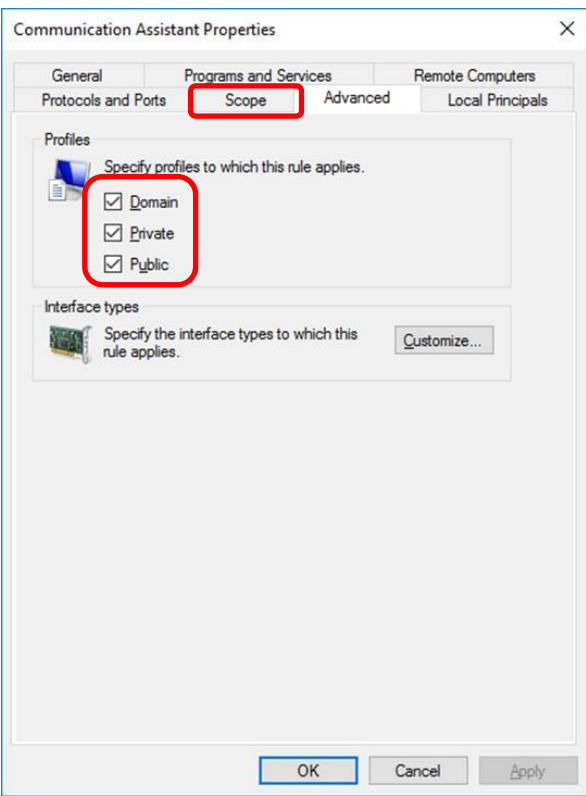 Communication Assistant Properties
General Programs and Services Remote Computers
Protocols and Ports Scope Advanced Local Principals
Profiles
Specify profiles to which this rule applies.
Domain
Private
Public
Interface types
Specify the interface types to which this
rule applies.
Customize...
OK Cancel Apply